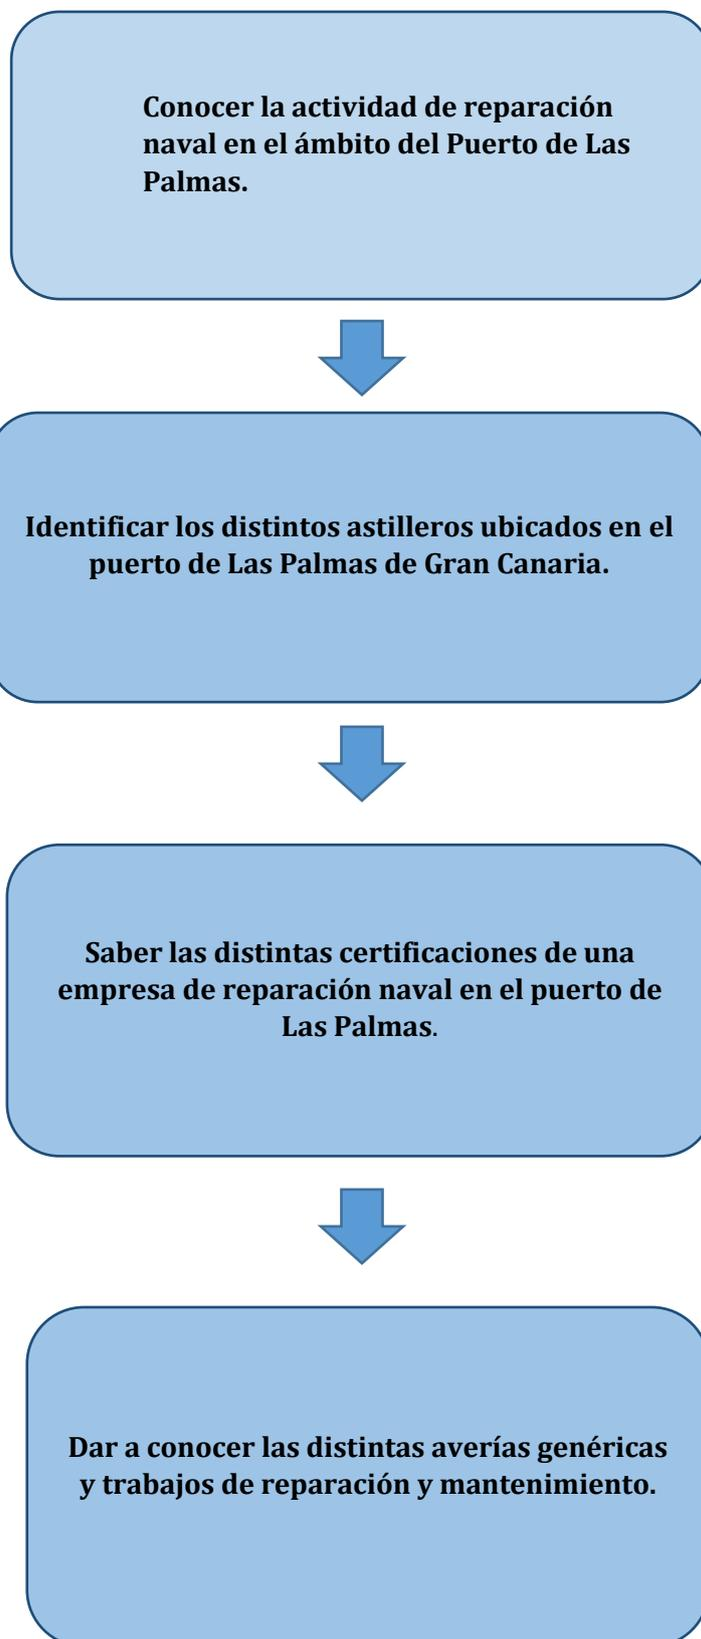 Conocer la actividad de reparación
naval en el ámbito del Puerto de Las
Palmas.
Identificar los distintos astilleros ubicados en el
puerto de Las Palmas de Gran Canaria.
Saber las distintas certificaciones de una
empresa de reparación naval en el puerto de
Las Palmas.
Dar a conocer las distintas averías genéricas
y trabajos de reparación y mantenimiento.